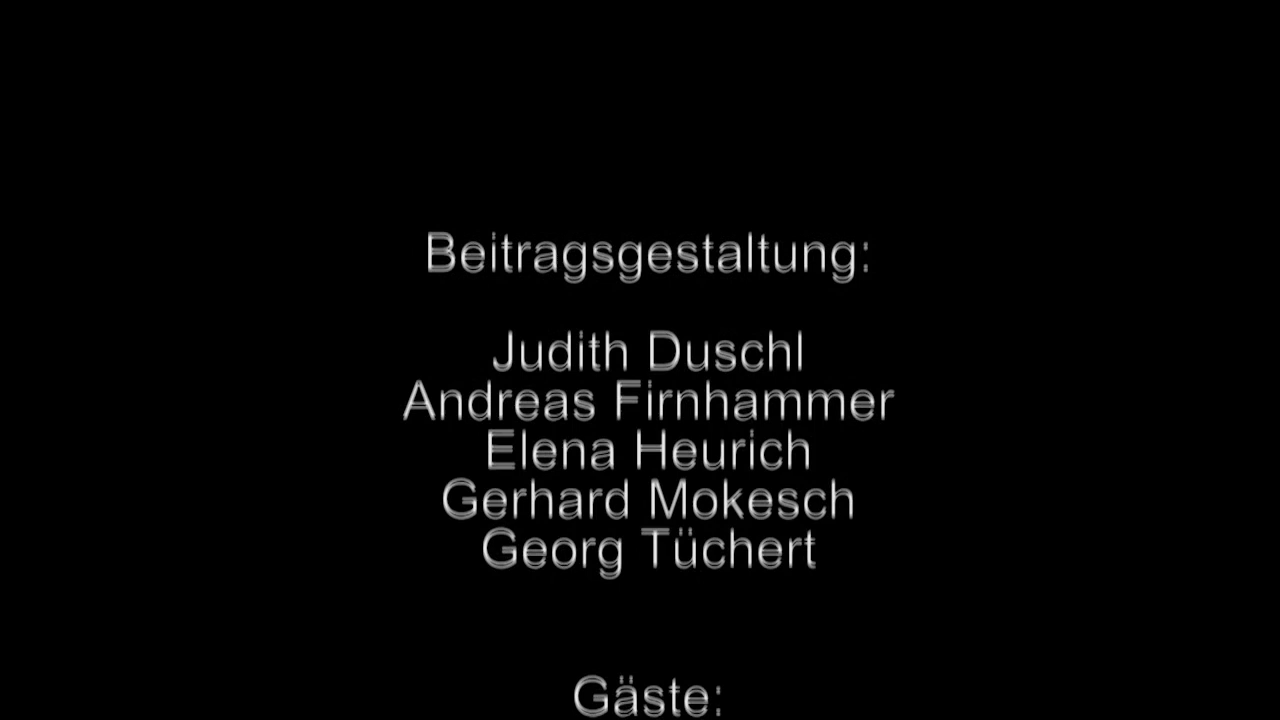 Beitragsgestaltung:
Judith Duschl
Andreas Firnhammer
Elena Heurich
Gerhard Mokesch
Georg Tüchert
Gäste: